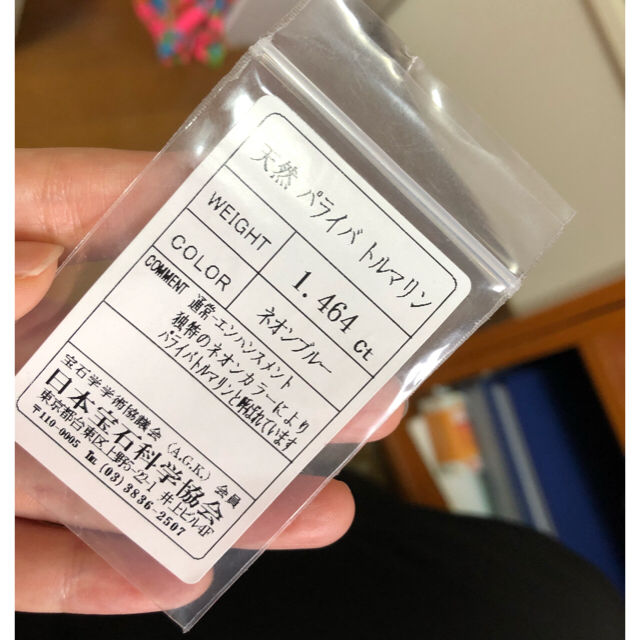 天然 パライバ トルマリン
WEIGHT 1.464 Ct
COLOR ネオンブルー
COMMENT 通常エンハンスメント
独特のネオンカラーにより
パライバトルマリンと呼ばれています
宝石学学術協議会 (A.G.K.) 会員
日本宝石科学協会
東京都台東区上野5-22-1 井上ビル4F
〒110-0005 TEL (03)3836-2507